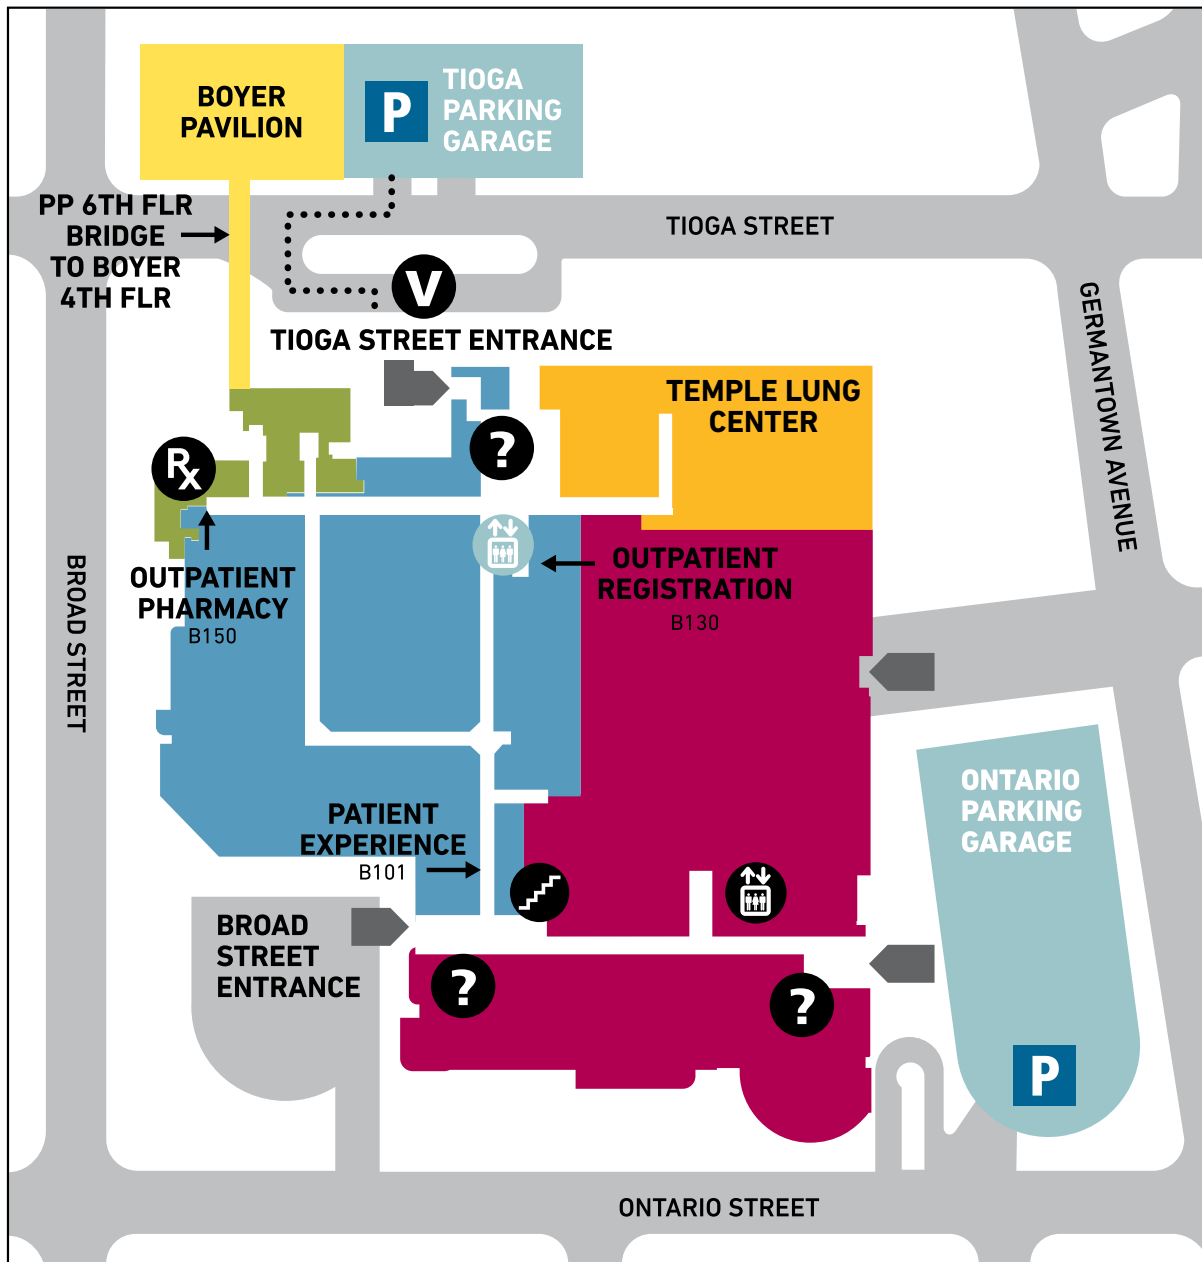 BOYER
PAVILION
P
TIOGA
PARKING
GARAGE
PP 6TH FLR
BRIDGE
TO BOYER
4TH FLR
TIOGA STREET
V
TIOGA STREET ENTRANCE
GERMANTOWN AVENUE
TEMPLE LUNG
CENTER
?
Rx
OUTPATIENT
PHARMACY
B150
OUTPATIENT
REGISTRATION
B130
BROAD STREET
PATIENT
EXPERIENCE
B101
ONTARIO
PARKING
GARAGE
BROAD
STREET
ENTRANCE
?
?
P
ONTARIO STREET